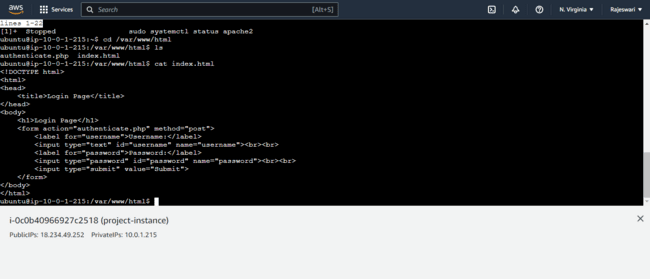 aws Services Search [Alt+S] N. Virginia Rajeswari
lines 1-22
[1]+  Stopped                 sudo systemctl status apache2
ubuntu@ip-10-0-1-215:~$ cd /var/www/html
ubuntu@ip-10-0-1-215:/var/www/html$ ls
authenticate.php  index.html
ubuntu@ip-10-0-1-215:/var/www/html$ cat index.html
<!DOCTYPE html>
<html>
<head>
    <title>Login Page</title>
</head>
<body>
    <h1>Login Page</h1>
    <form action="authenticate.php" method="post">
        <label for="username">Username:</label>
        <input type="text" id="username" name="username"><br><br>
        <label for="password">Password:</label>
        <input type="password" id="password" name="password"><br><br>
        <input type="submit" value="Submit">
    </form>
</body>
</html>
ubuntu@ip-10-0-1-215:/var/www/html$
i-0c0b40966927c2518 (project-instance)
PublicIPs: 18.234.49.252 PrivateIPs: 10.0.1.215